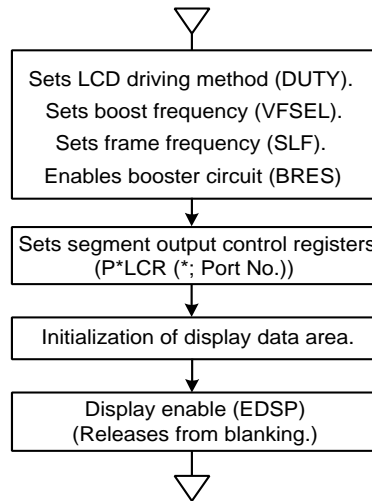 Sets LCD driving method (DUTY).
Sets boost frequency (VFSEL).
Sets frame frequency (SLF).
Enables booster circuit (BRES)
Sets segment output control registers
(P*LCR (*; Port No.))
Initialization of display data area.
Display enable (EDSP)
(Releases from blanking.)